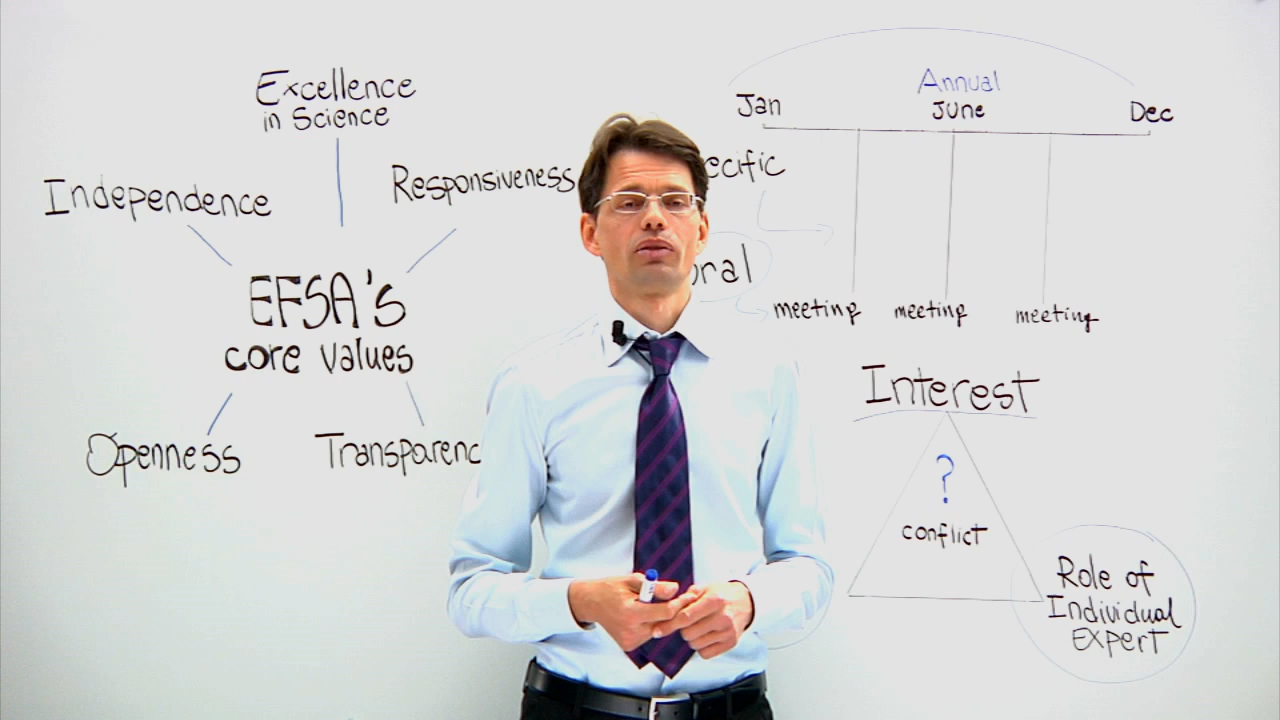 Excellence
in Science
Independence
Responsiveness
EFSA's
core values
Openness
Transparenc
Annual
Jan
June
Dec
ecific
oral
meeting
meeting
meeting
Interest
?
conflict
Role of
Individual
Expert